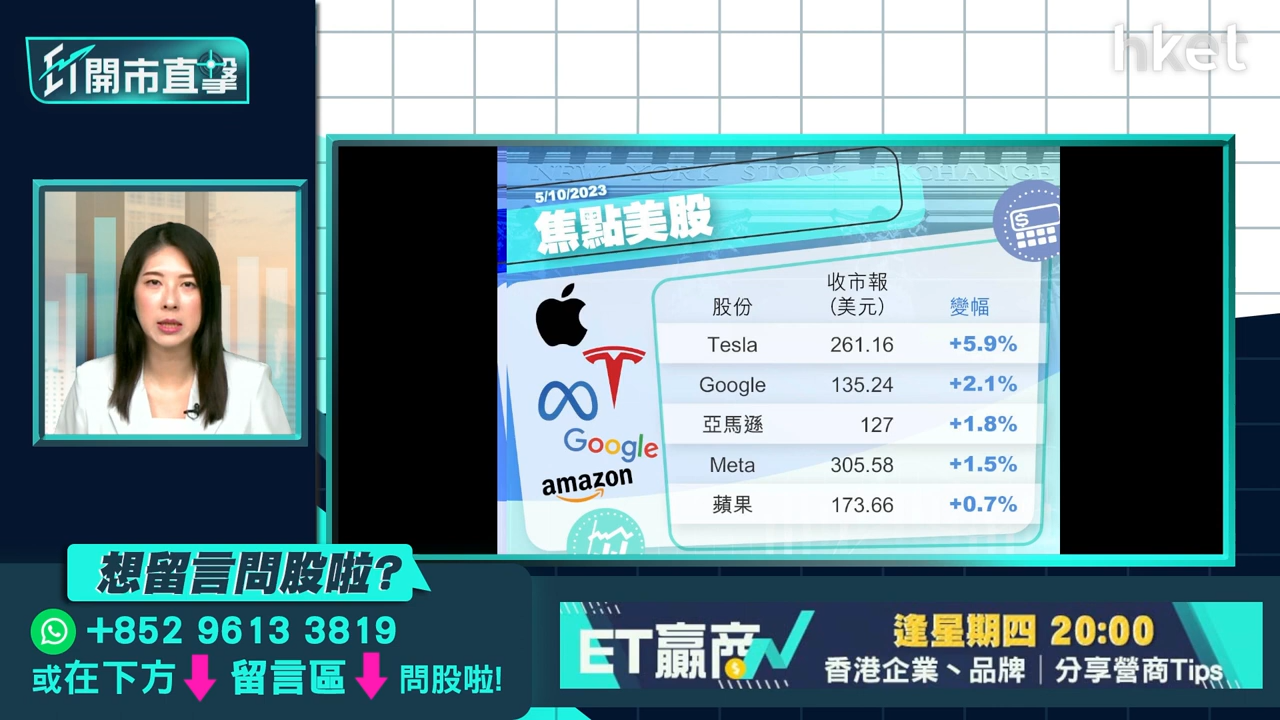 ET開市直擊
hket
NEW YORK STOCK EXCHANGE
5/10/2023
焦點美股
股份 收市報(美元) 變幅
Tesla 261.16 +5.9%
Google 135.24 +2.1%
亞馬遜 127 +1.8%
Meta 305.58 +1.5%
蘋果 173.66 +0.7%
Google
amazon
想留言問股啦?
+852 9613 3819
或在下方 留言區 問股啦!
ET贏商
逢星期四 20:00
香港企業、品牌｜分享營商Tips